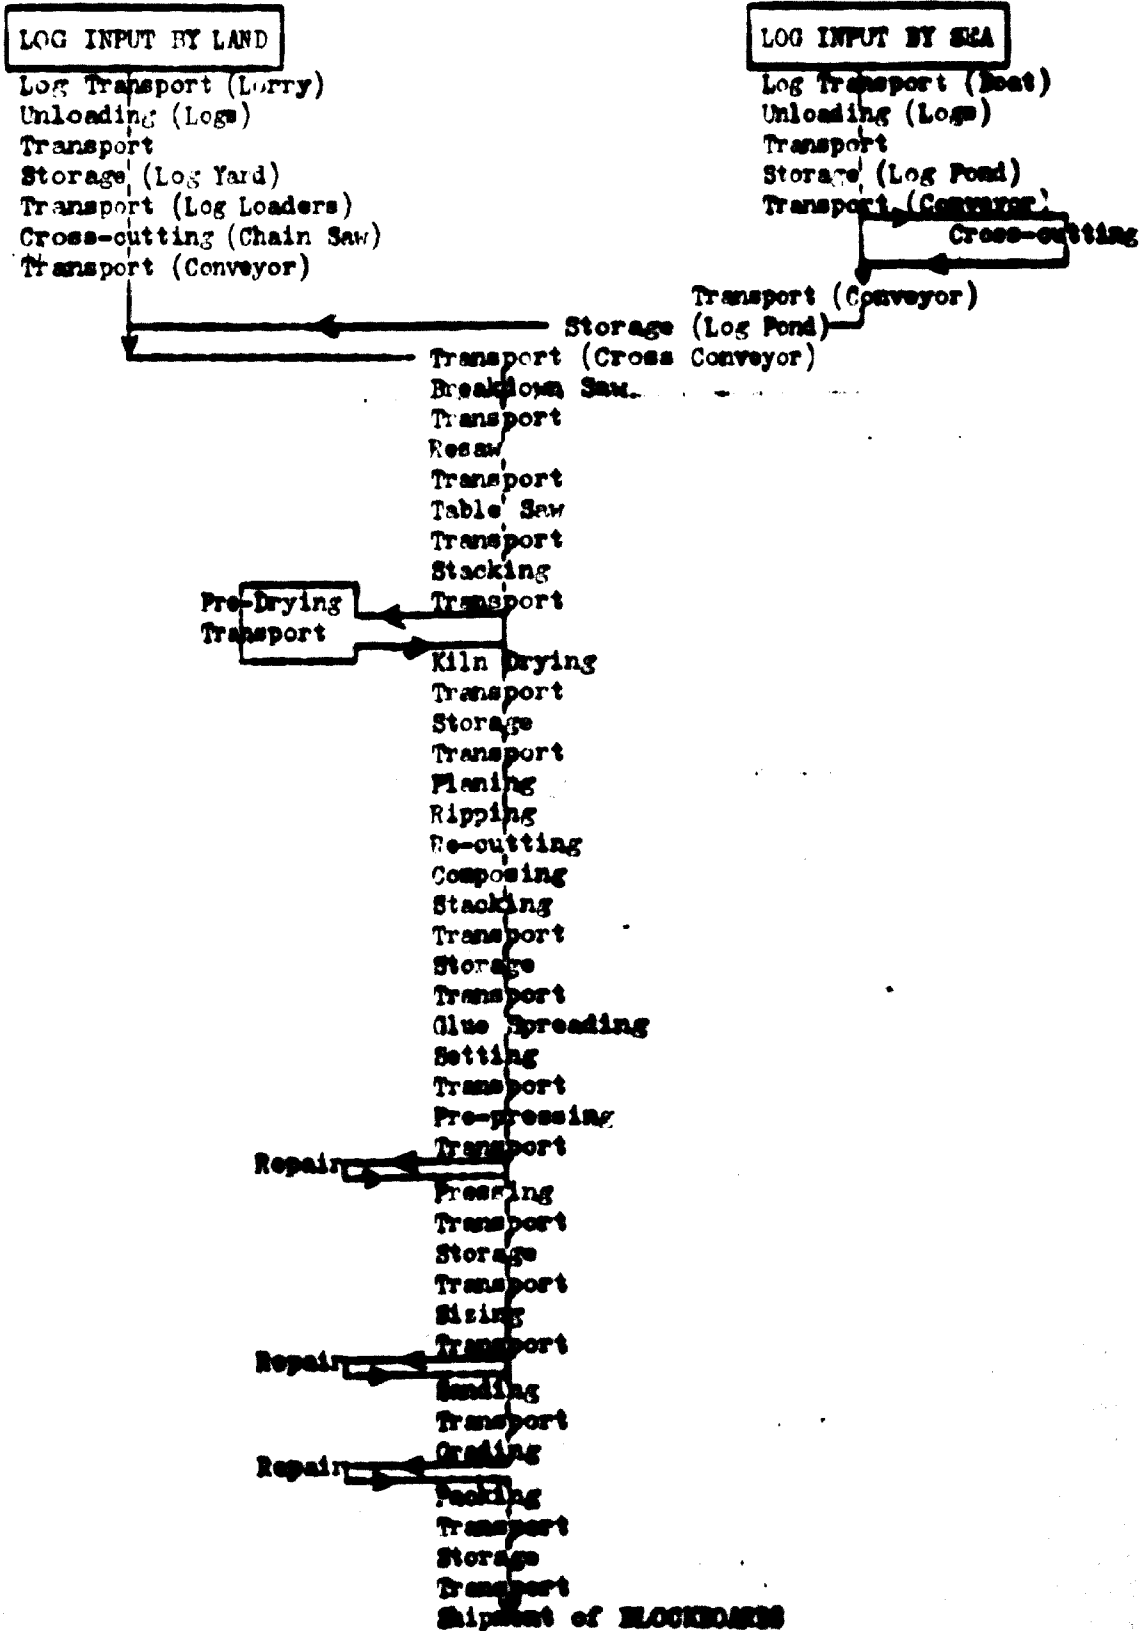 LOG INPUT BY LAND
Log Transport (Lorry)
Unloading (Logs)
Transport
Storage (Log Yard)
Transport (Log Loaders)
Cross-cutting (Chain Saw)
Transport (Conveyor)
LOG INPUT BY SEA
Log Transport (Boat)
Unloading (Logs)
Transport
Storage (Log Pond)
Transport (Conveyor)
Cross-cutting
Transport (Conveyor)
Storage (Log Pond)
Transport (Cross Conveyor)
Breakdown Saw.
Transport
Resaw
Transport
Table Saw
Transport
Stacking
Transport
Pre-Drying
Transport
Kiln Drying
Transport
Storage
Transport
Planing
Ripping
Re-cutting
Composing
Stacking
Transport
Storage
Transport
Glue Spreading
Setting
Transport
Pre-pressing
Transport
Repair
Pressing
Transport
Storage
Transport
Sizing
Transport
Repair
Sanding
Transport
Grading
Repair
Packing
Transport
Storage
Transport
Shipment of BLOCKBOARDS